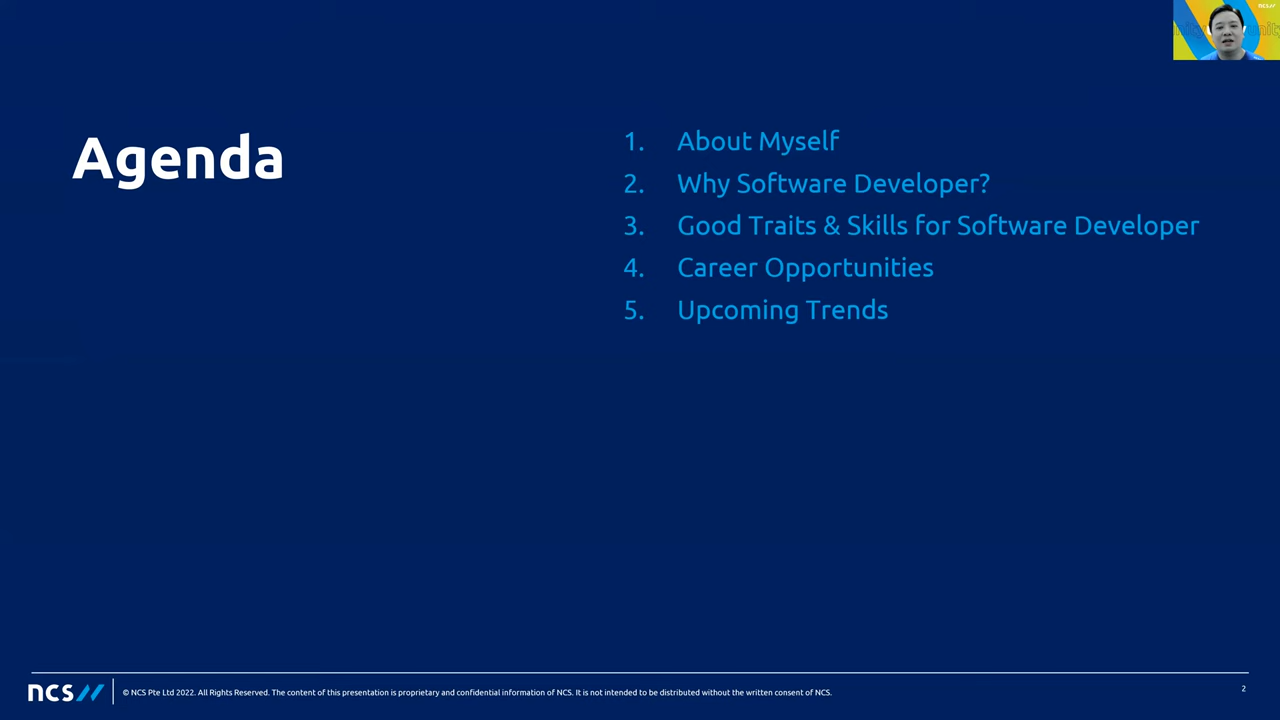 ncs
Agenda
1. About Myself
2. Why Software Developer?
3. Good Traits & Skills for Software Developer
4. Career Opportunities
5. Upcoming Trends
ncs
© NCS Pte Ltd 2022. All Rights Reserved. The content of this presentation is proprietary and confidential information of NCS. It is not intended to be distributed without the written consent of NCS.
2